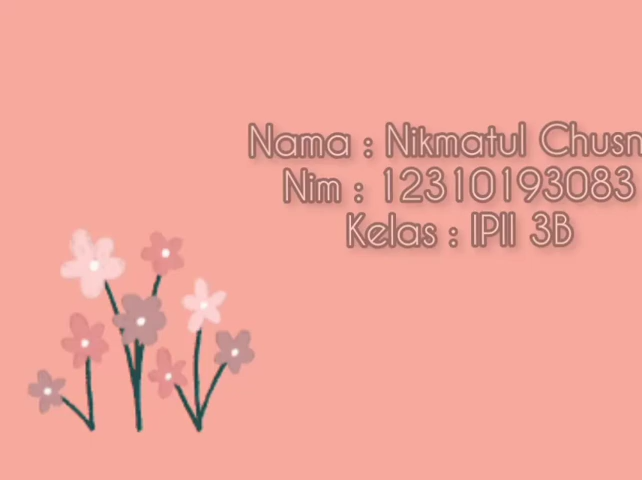 Nama : Nikmatul Chusn
Nim : 12310193083
Kelas : IPII 3B